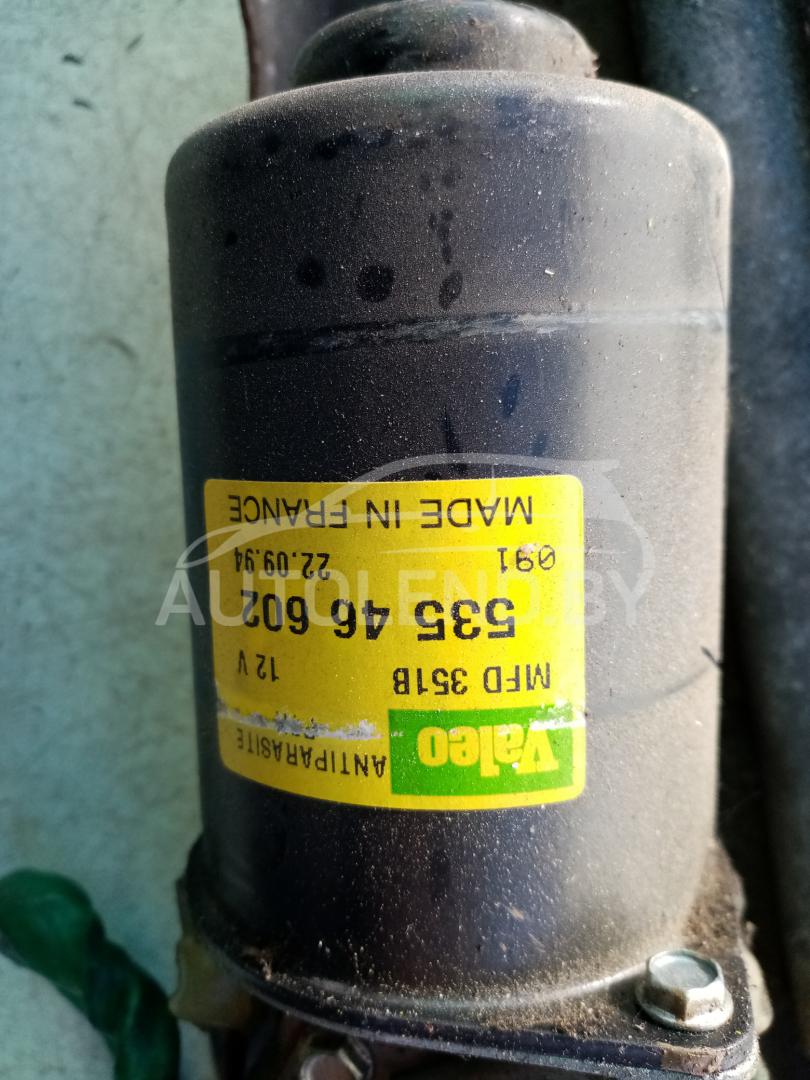 Valeo ANTIPARASITE
MFD 351B 12 V
535 46 602
091 22.09.94
MADE IN FRANCE
AUTOLEND.BY